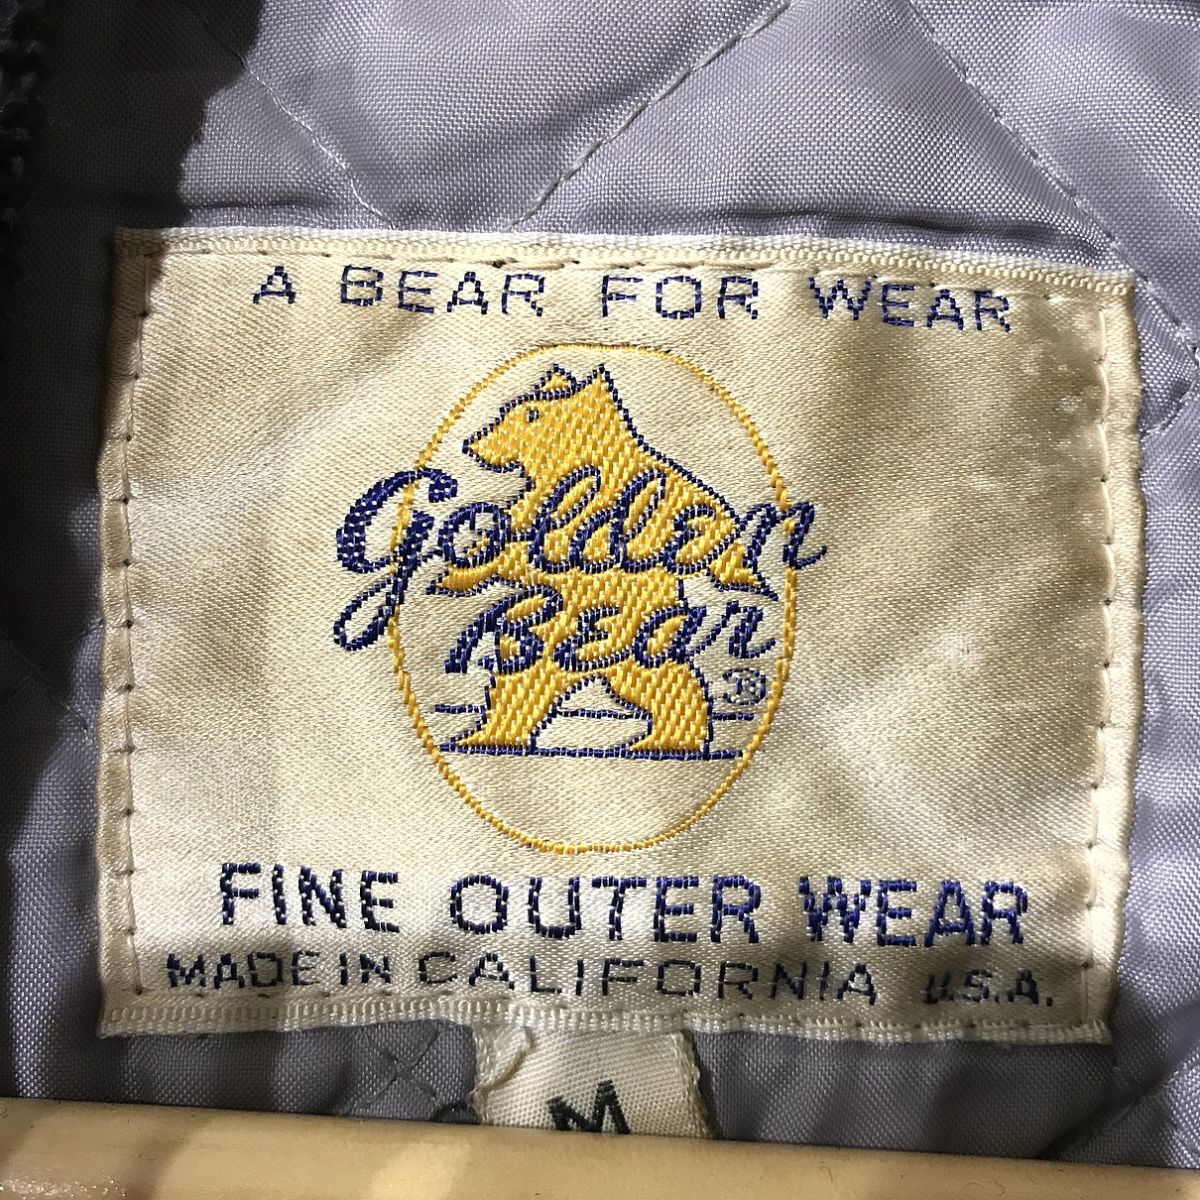 A BEAR FOR WEAR
Golden
Bear ®
FINE OUTER WEAR
MADE IN CALIFORNIA U.S.A.
M